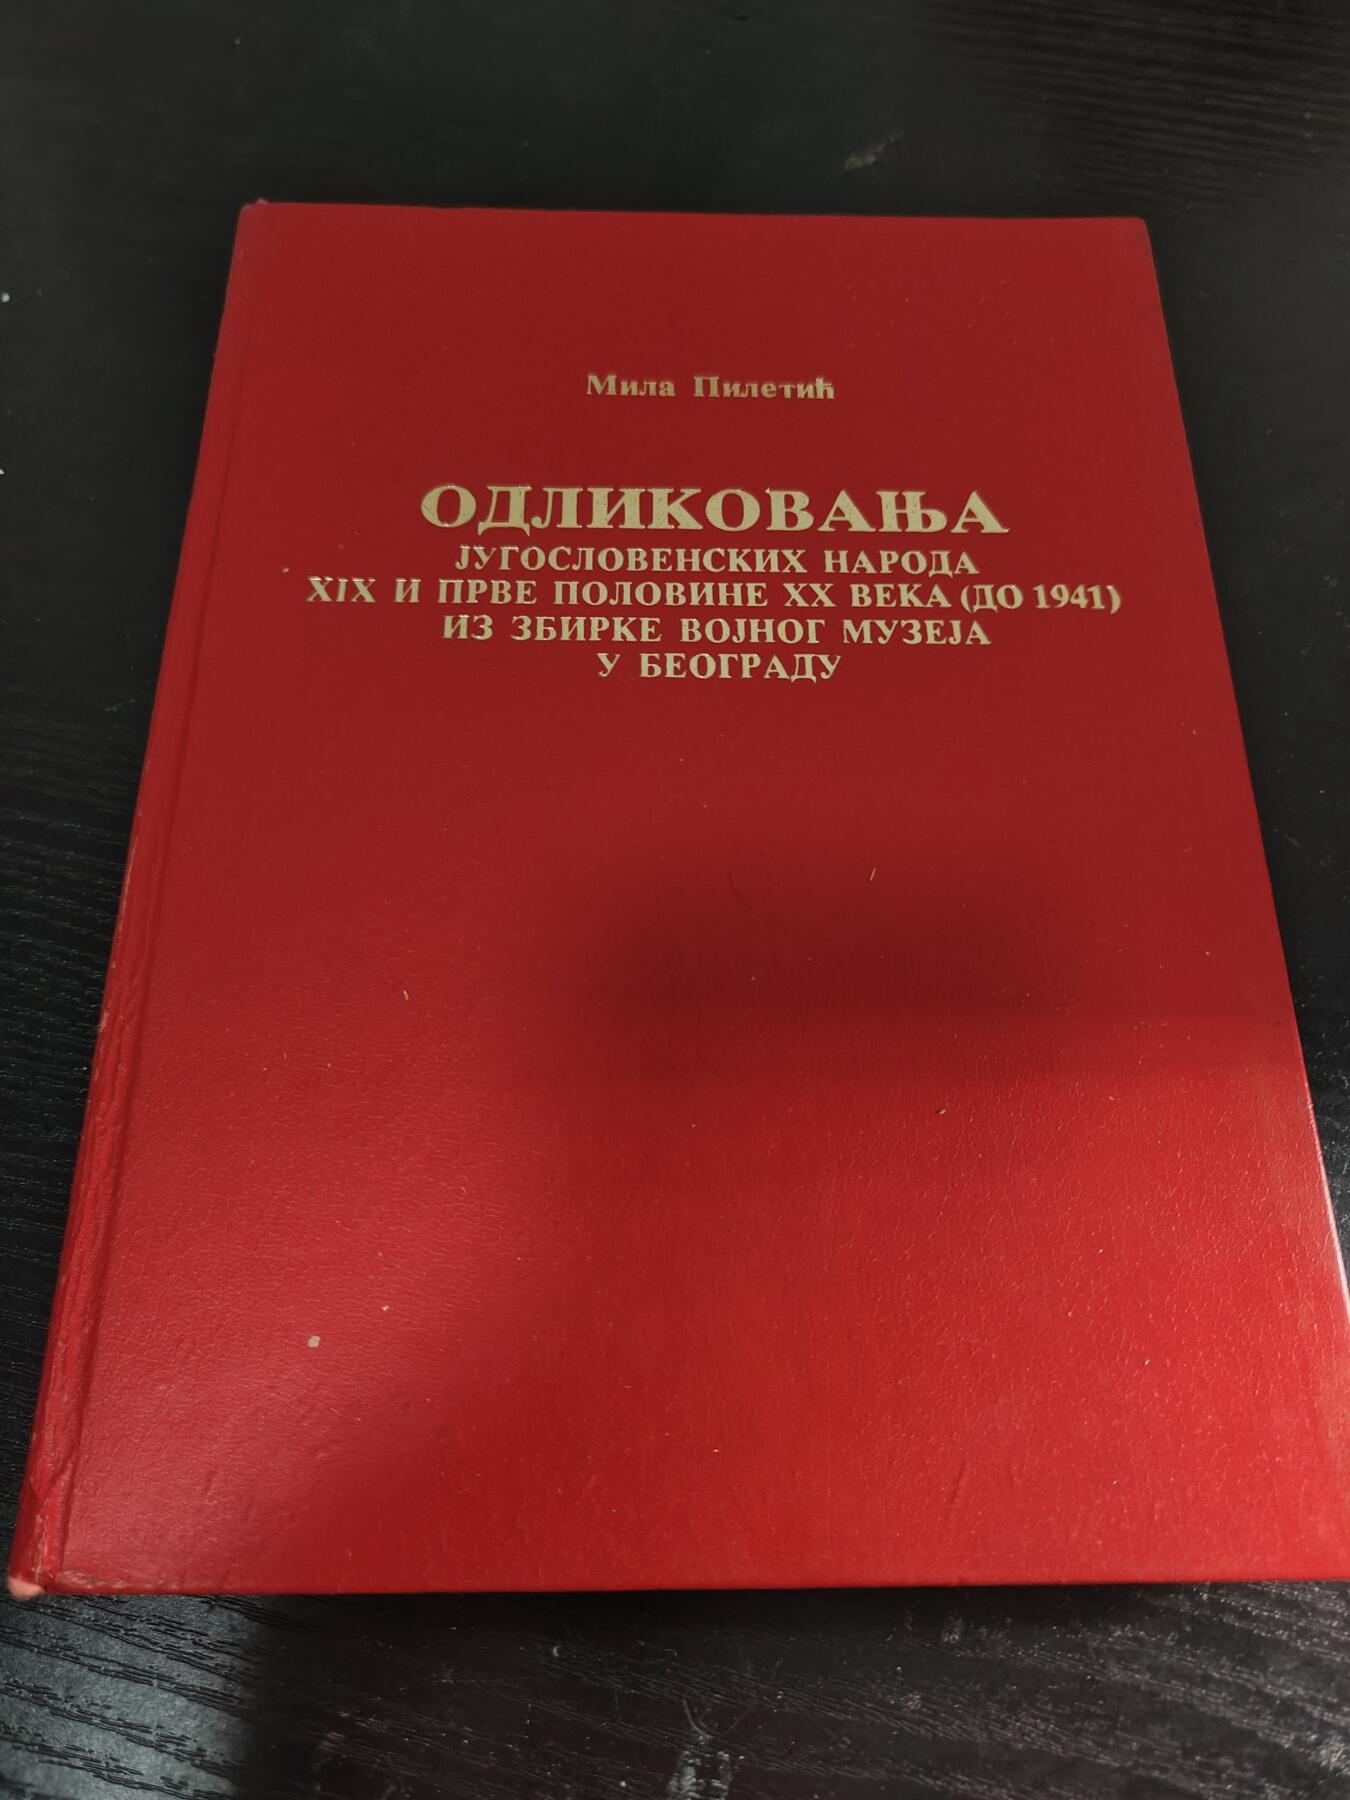 Мила Пилетић
ОДЛИКОВАЊА
ЈУГОСЛОВЕНСКИХ НАРОДА
XIX И ПРВЕ ПОЛОВИНЕ XX ВЕКА (ДО 1941)
ИЗ ЗБИРКЕ ВОЈНОГ МУЗЕЈА
У БЕОГРАДУ